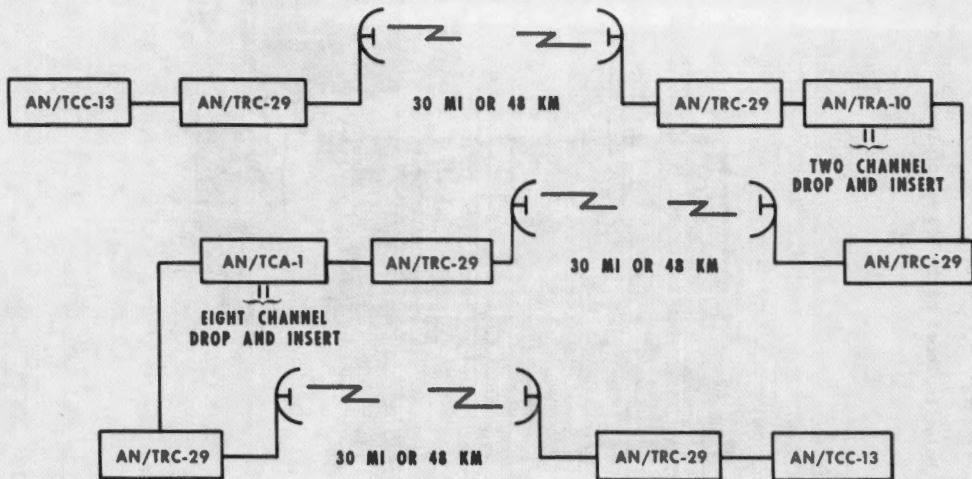 AN/TCC-13
AN/TRC-29
30 MI OR 48 KM
AN/TRC-29
AN/TRA-10
TWO CHANNEL
DROP AND INSERT
AN/TCA-1
AN/TRC-29
30 MI OR 48 KM
AN/TRC-29
EIGHT CHANNEL
DROP AND INSERT
AN/TRC-29
30 MI OR 48 KM
AN/TRC-29
AN/TCC-13